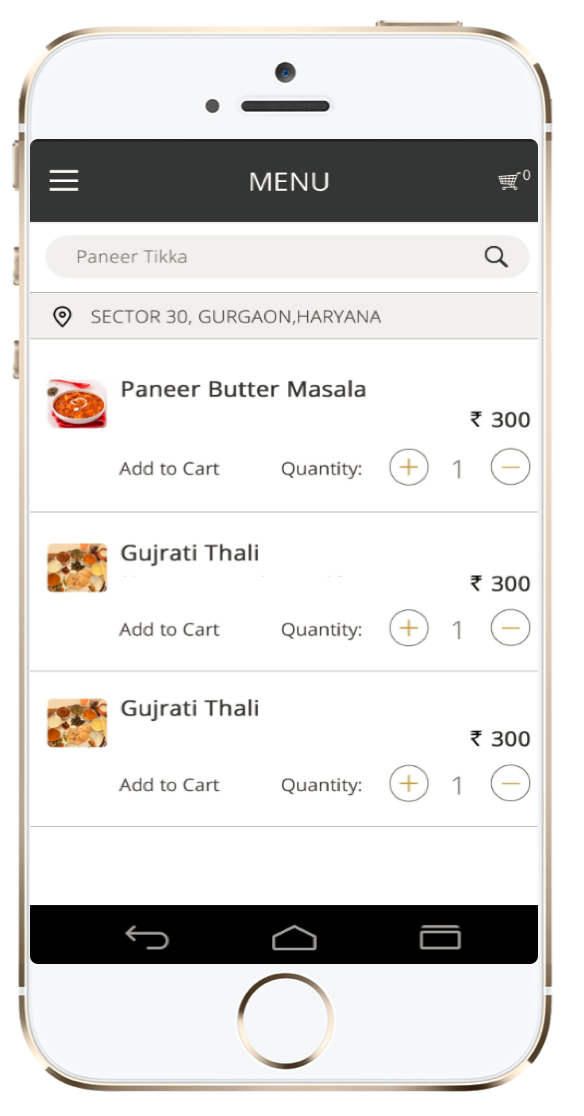 MENU
0
Paneer Tikka
SECTOR 30, GURGAON,HARYANA
Paneer Butter Masala
₹ 300
Add to Cart Quantity: 1
Gujrati Thali
₹ 300
Add to Cart Quantity: 1
Gujrati Thali
₹ 300
Add to Cart Quantity: 1